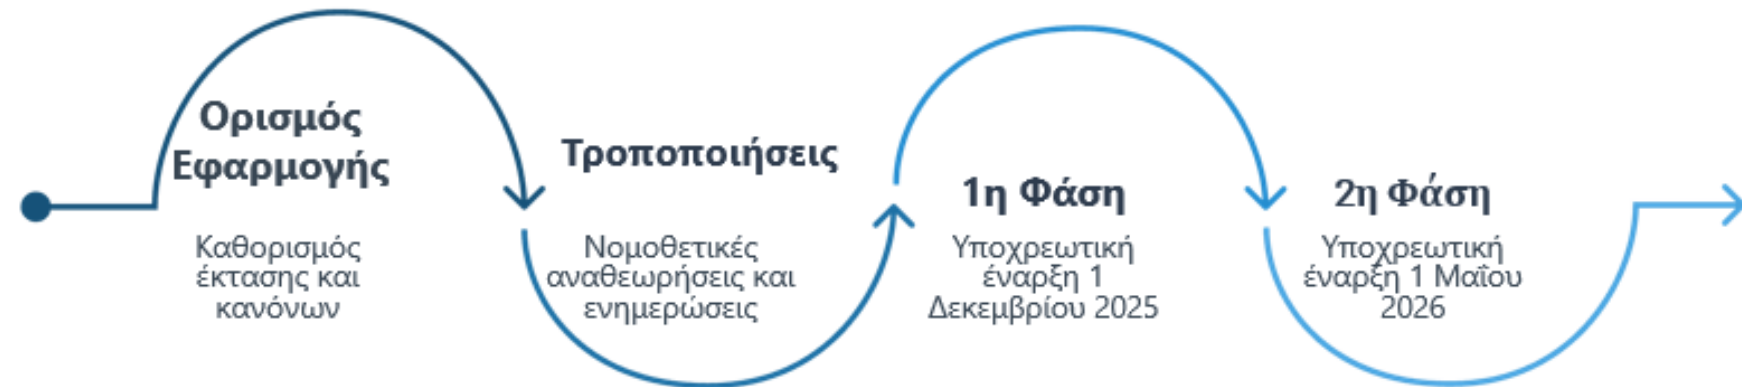 Ορισμός
Εφαρμογής
Καθορισμός
έκτασης και
κανόνων
Τροποποιήσεις
Νομοθετικές
αναθεωρήσεις και
ενημερώσεις
1η Φάση
Υποχρεωτική
έναρξη 1
Δεκεμβρίου 2025
2η Φάση
Υποχρεωτική
έναρξη 1 Μαΐου
2026